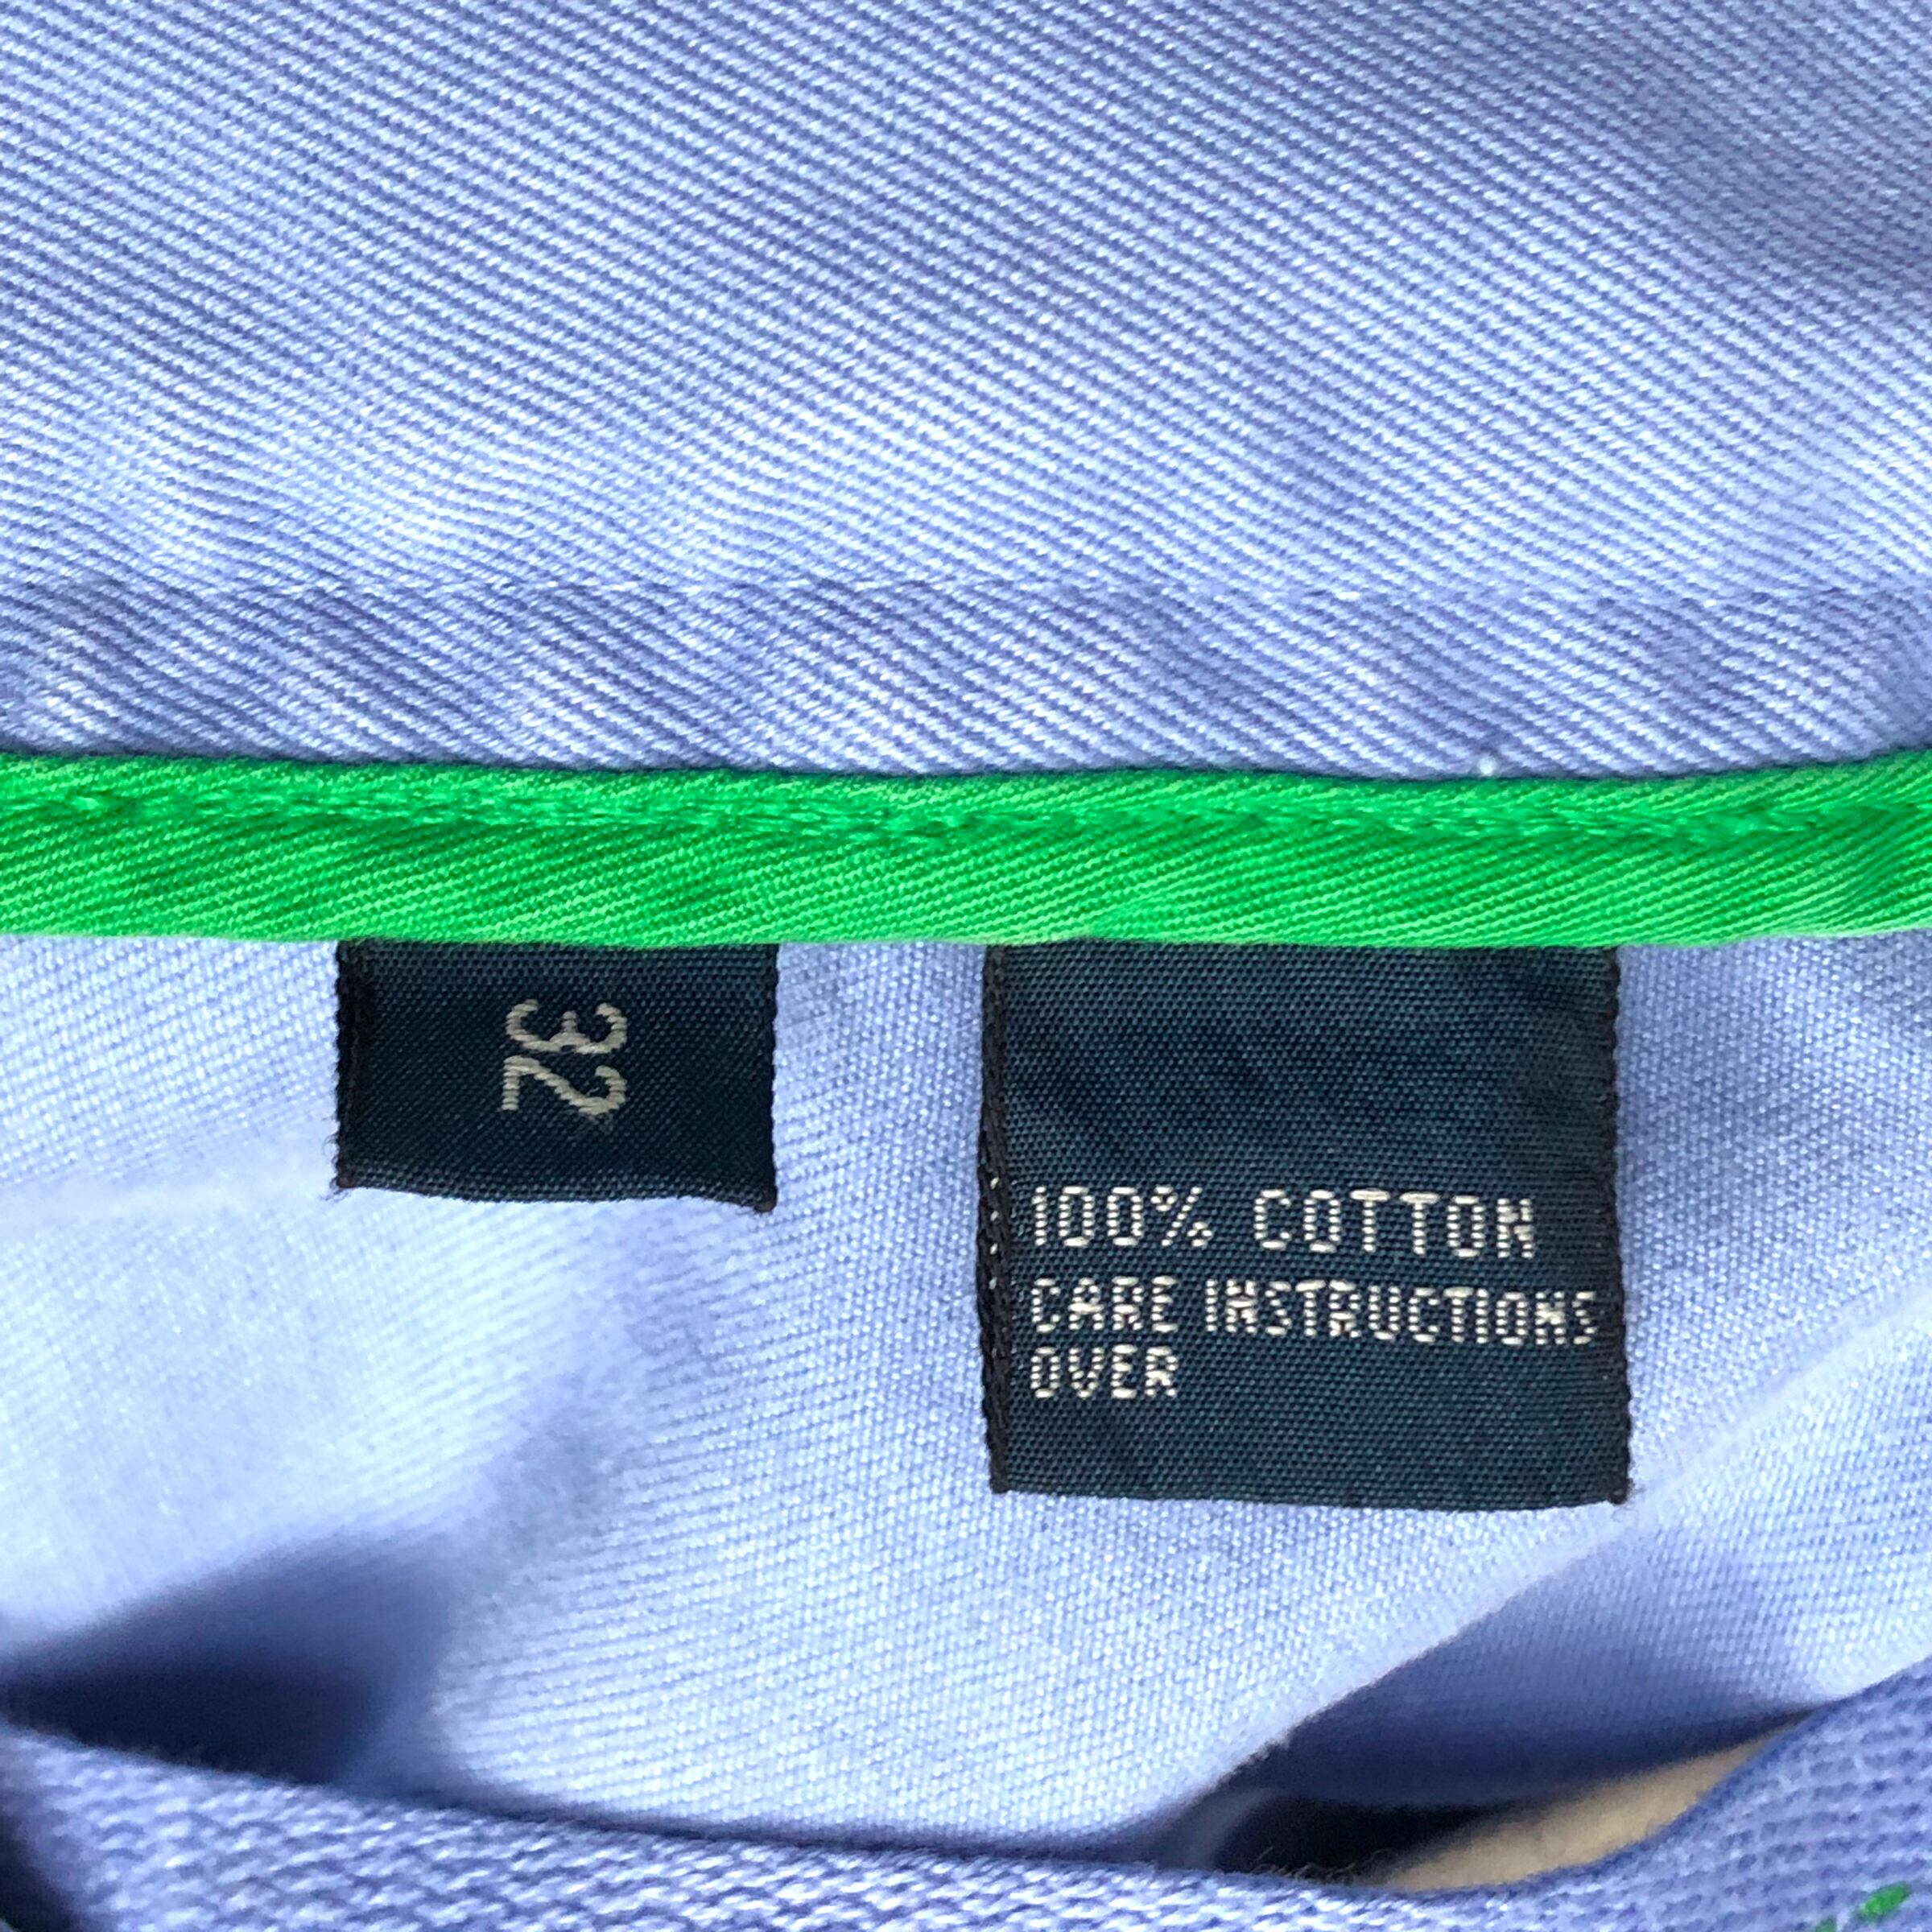 32
100% COTTON
CARE INSTRUCTIONS
OVER